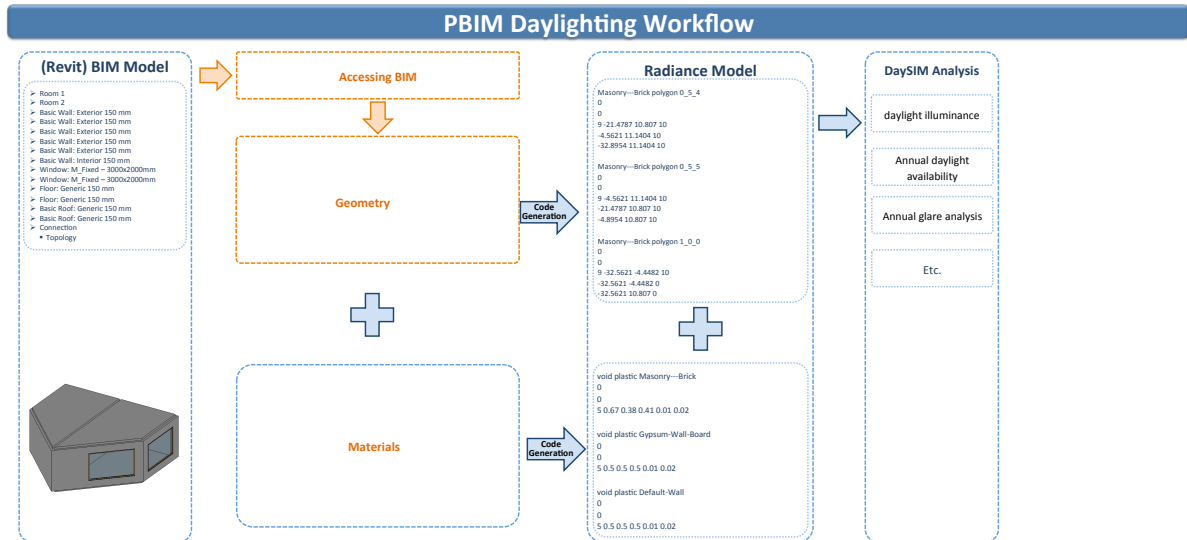 PBIM Daylighting Workflow
(Revit) BIM Model
➢ Room 1
➢ Room 2
➢ Basic Wall: Exterior 150 mm
➢ Basic Wall: Exterior 150 mm
➢ Basic Wall: Exterior 150 mm
➢ Basic Wall: Exterior 150 mm
➢ Basic Wall: Exterior 150 mm
➢ Basic Wall: Interior 150 mm
➢ Window: M_Fixed – 3000x2000mm
➢ Window: M_Fixed – 3000x2000mm
➢ Floor: Generic 150 mm
➢ Floor: Generic 150 mm
➢ Basic Roof: Generic 150 mm
➢ Basic Roof: Generic 150 mm
➢ Connection
▪ Topology
Accessing BIM
Geometry
Code
Generation
Materials
Code
Generation
Radiance Model
Masonry---Brick polygon 0_5_4
0
0
9 -21.4787 10.807 10
-4.5621 11.1404 10
-32.8954 11.1404 10
Masonry---Brick polygon 0_5_5
0
0
9 -4.5621 11.1404 10
-21.4787 10.807 10
-4.8954 10.807 10
Masonry---Brick polygon 1_0_0
0
0
9 -32.5621 -4.4482 10
-32.5621 -4.4482 0
-32.5621 10.807 0
void plastic Masonry---Brick
0
0
5 0.67 0.38 0.41 0.01 0.02
void plastic Gypsum-Wall-Board
0
0
5 0.5 0.5 0.5 0.01 0.02
void plastic Default-Wall
0
0
5 0.5 0.5 0.5 0.01 0.02
DaySIM Analysis
daylight illuminance
Annual daylight
availability
Annual glare analysis
Etc.